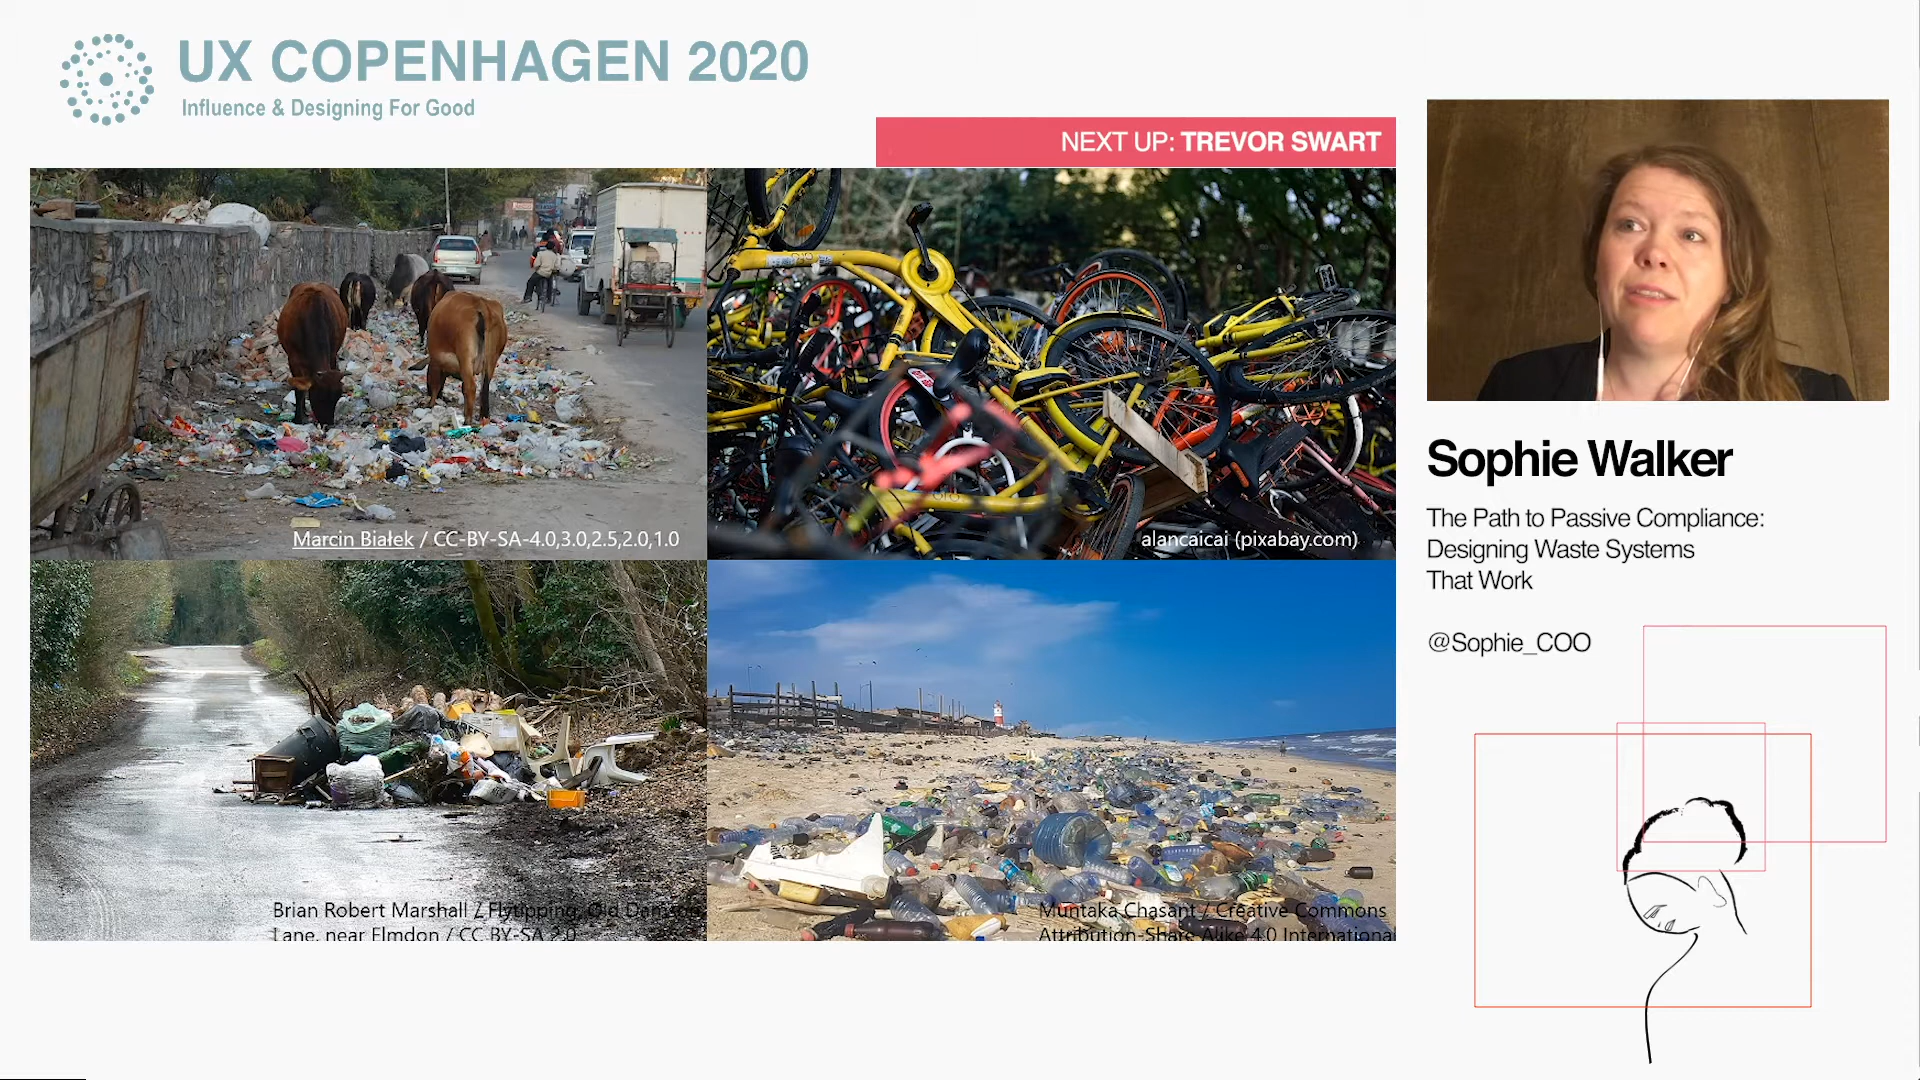 UX COPENHAGEN 2020
Influence & Designing For Good
NEXT UP: TREVOR SWART
Marcin Białek / CC-BY-SA-4.0,3.0,2.5,2.0,1.0
alancaicai (pixabay.com)
Brian Robert Marshall / Flytipping, Old Damson
Lane, near Elmdon / CC BY-SA 2.0
Muntaka Chasant / Creative Commons
Attribution-Share Alike 4.0 International
Sophie Walker
The Path to Passive Compliance:
Designing Waste Systems
That Work
@Sophie_COO